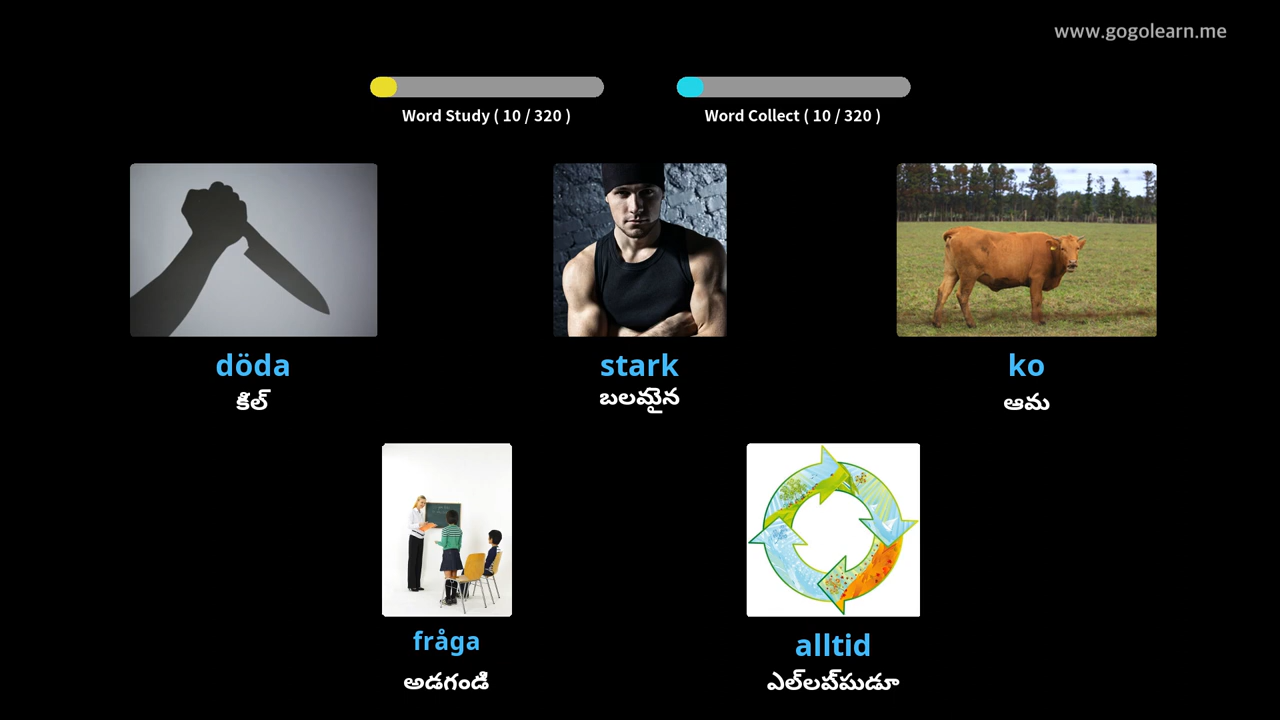 www.gogolearn.me
Word Study ( 10 / 320 )
Word Collect ( 10 / 320 )
döda
stark
ko
కిల్
బలమైన
ఆమ
fråga
alltid
అడగండి
ఎల్లప్పుడూ